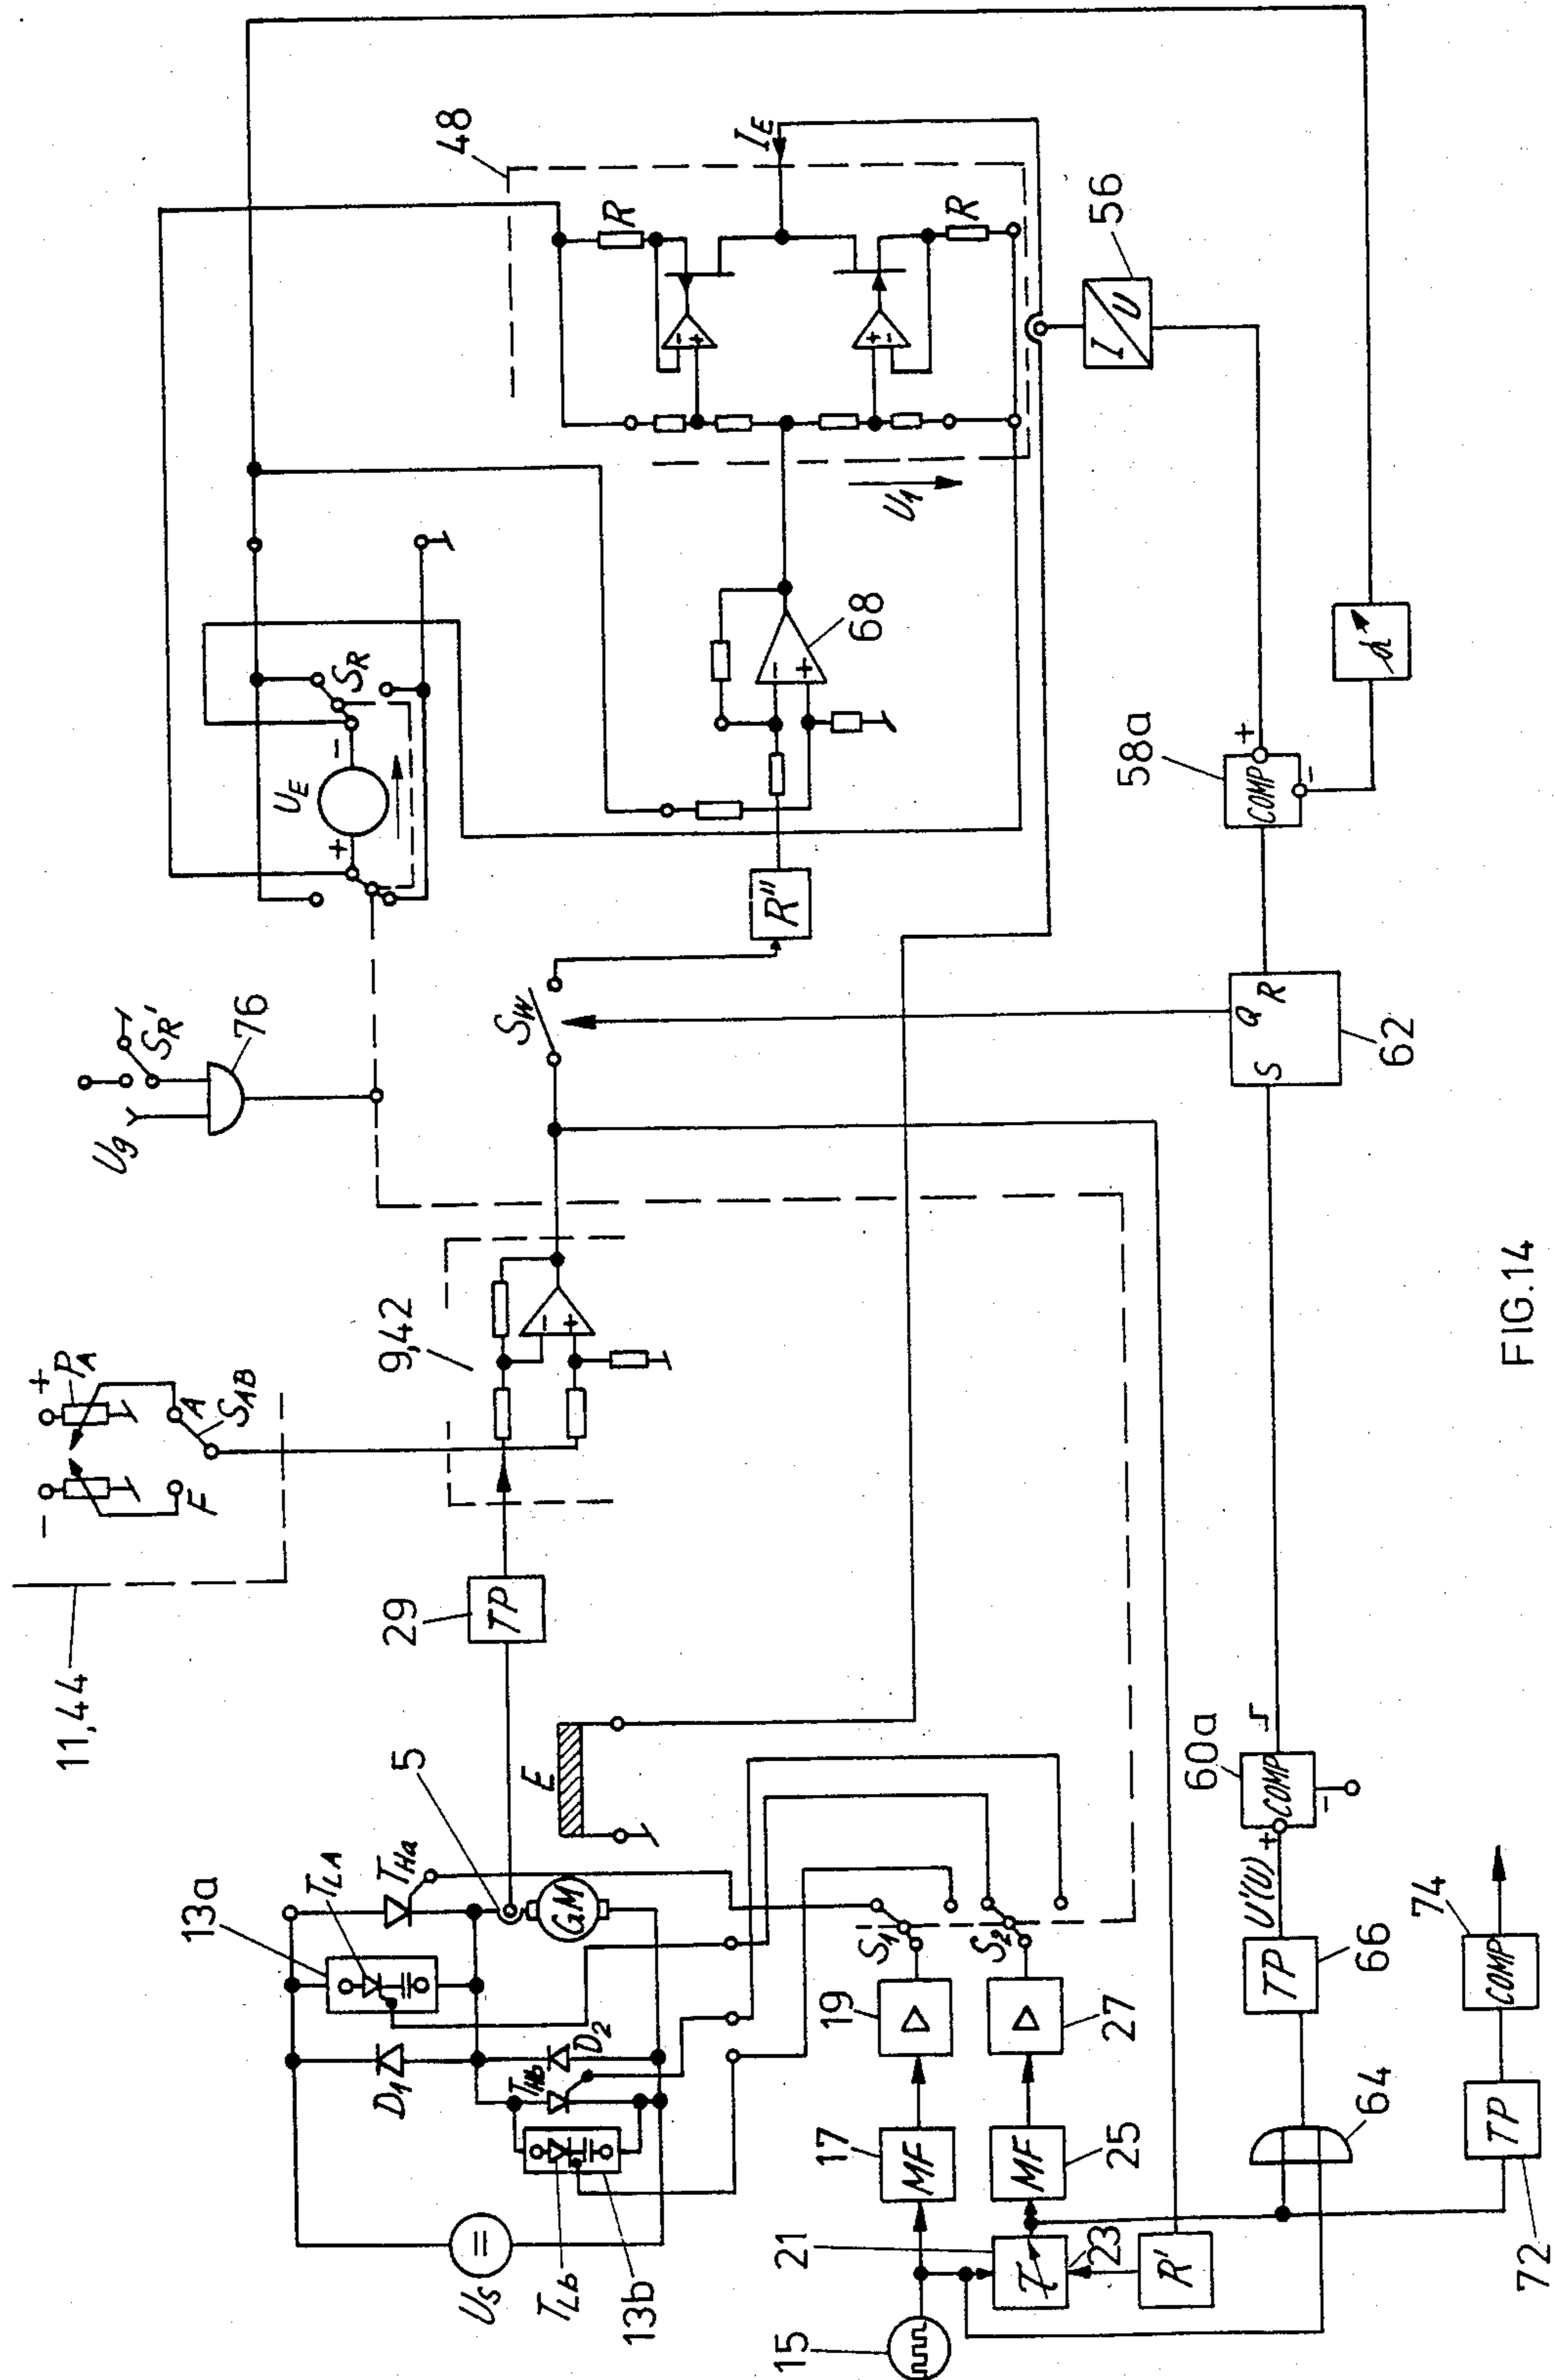 11,44
−
+
P_A
F
A
S_AB
U_g
S_R'
76
48
I_E
R
R
−
+
+
−
U_1
U_E
+
−
S_R
9,42
−
+
29
TP
S_W
R''
−
+
68
56
I
U
5
13a
T_LA
T_Ha
E
GM
D_1
D_2
T_Hb
U_S
=
T_Lb
13b
S_1
S_2
19
17
MF
25
MF
27
21
τ
23
R'
15
64
TP
66
U'(U)
+
COMP
−
60a
S
Q
R
62
58a
COMP
+
−
α
72
TP
COMP
74
FIG.14